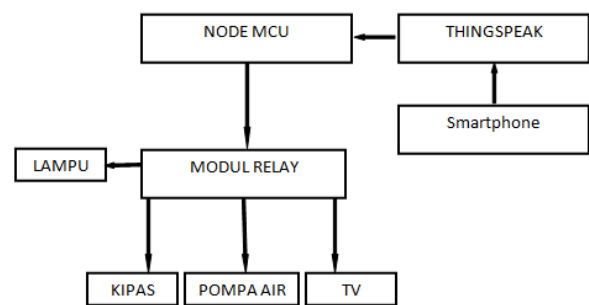 NODE MCU
THINGSPEAK
Smartphone
LAMPU
MODUL RELAY
KIPAS
POMPA AIR
TV